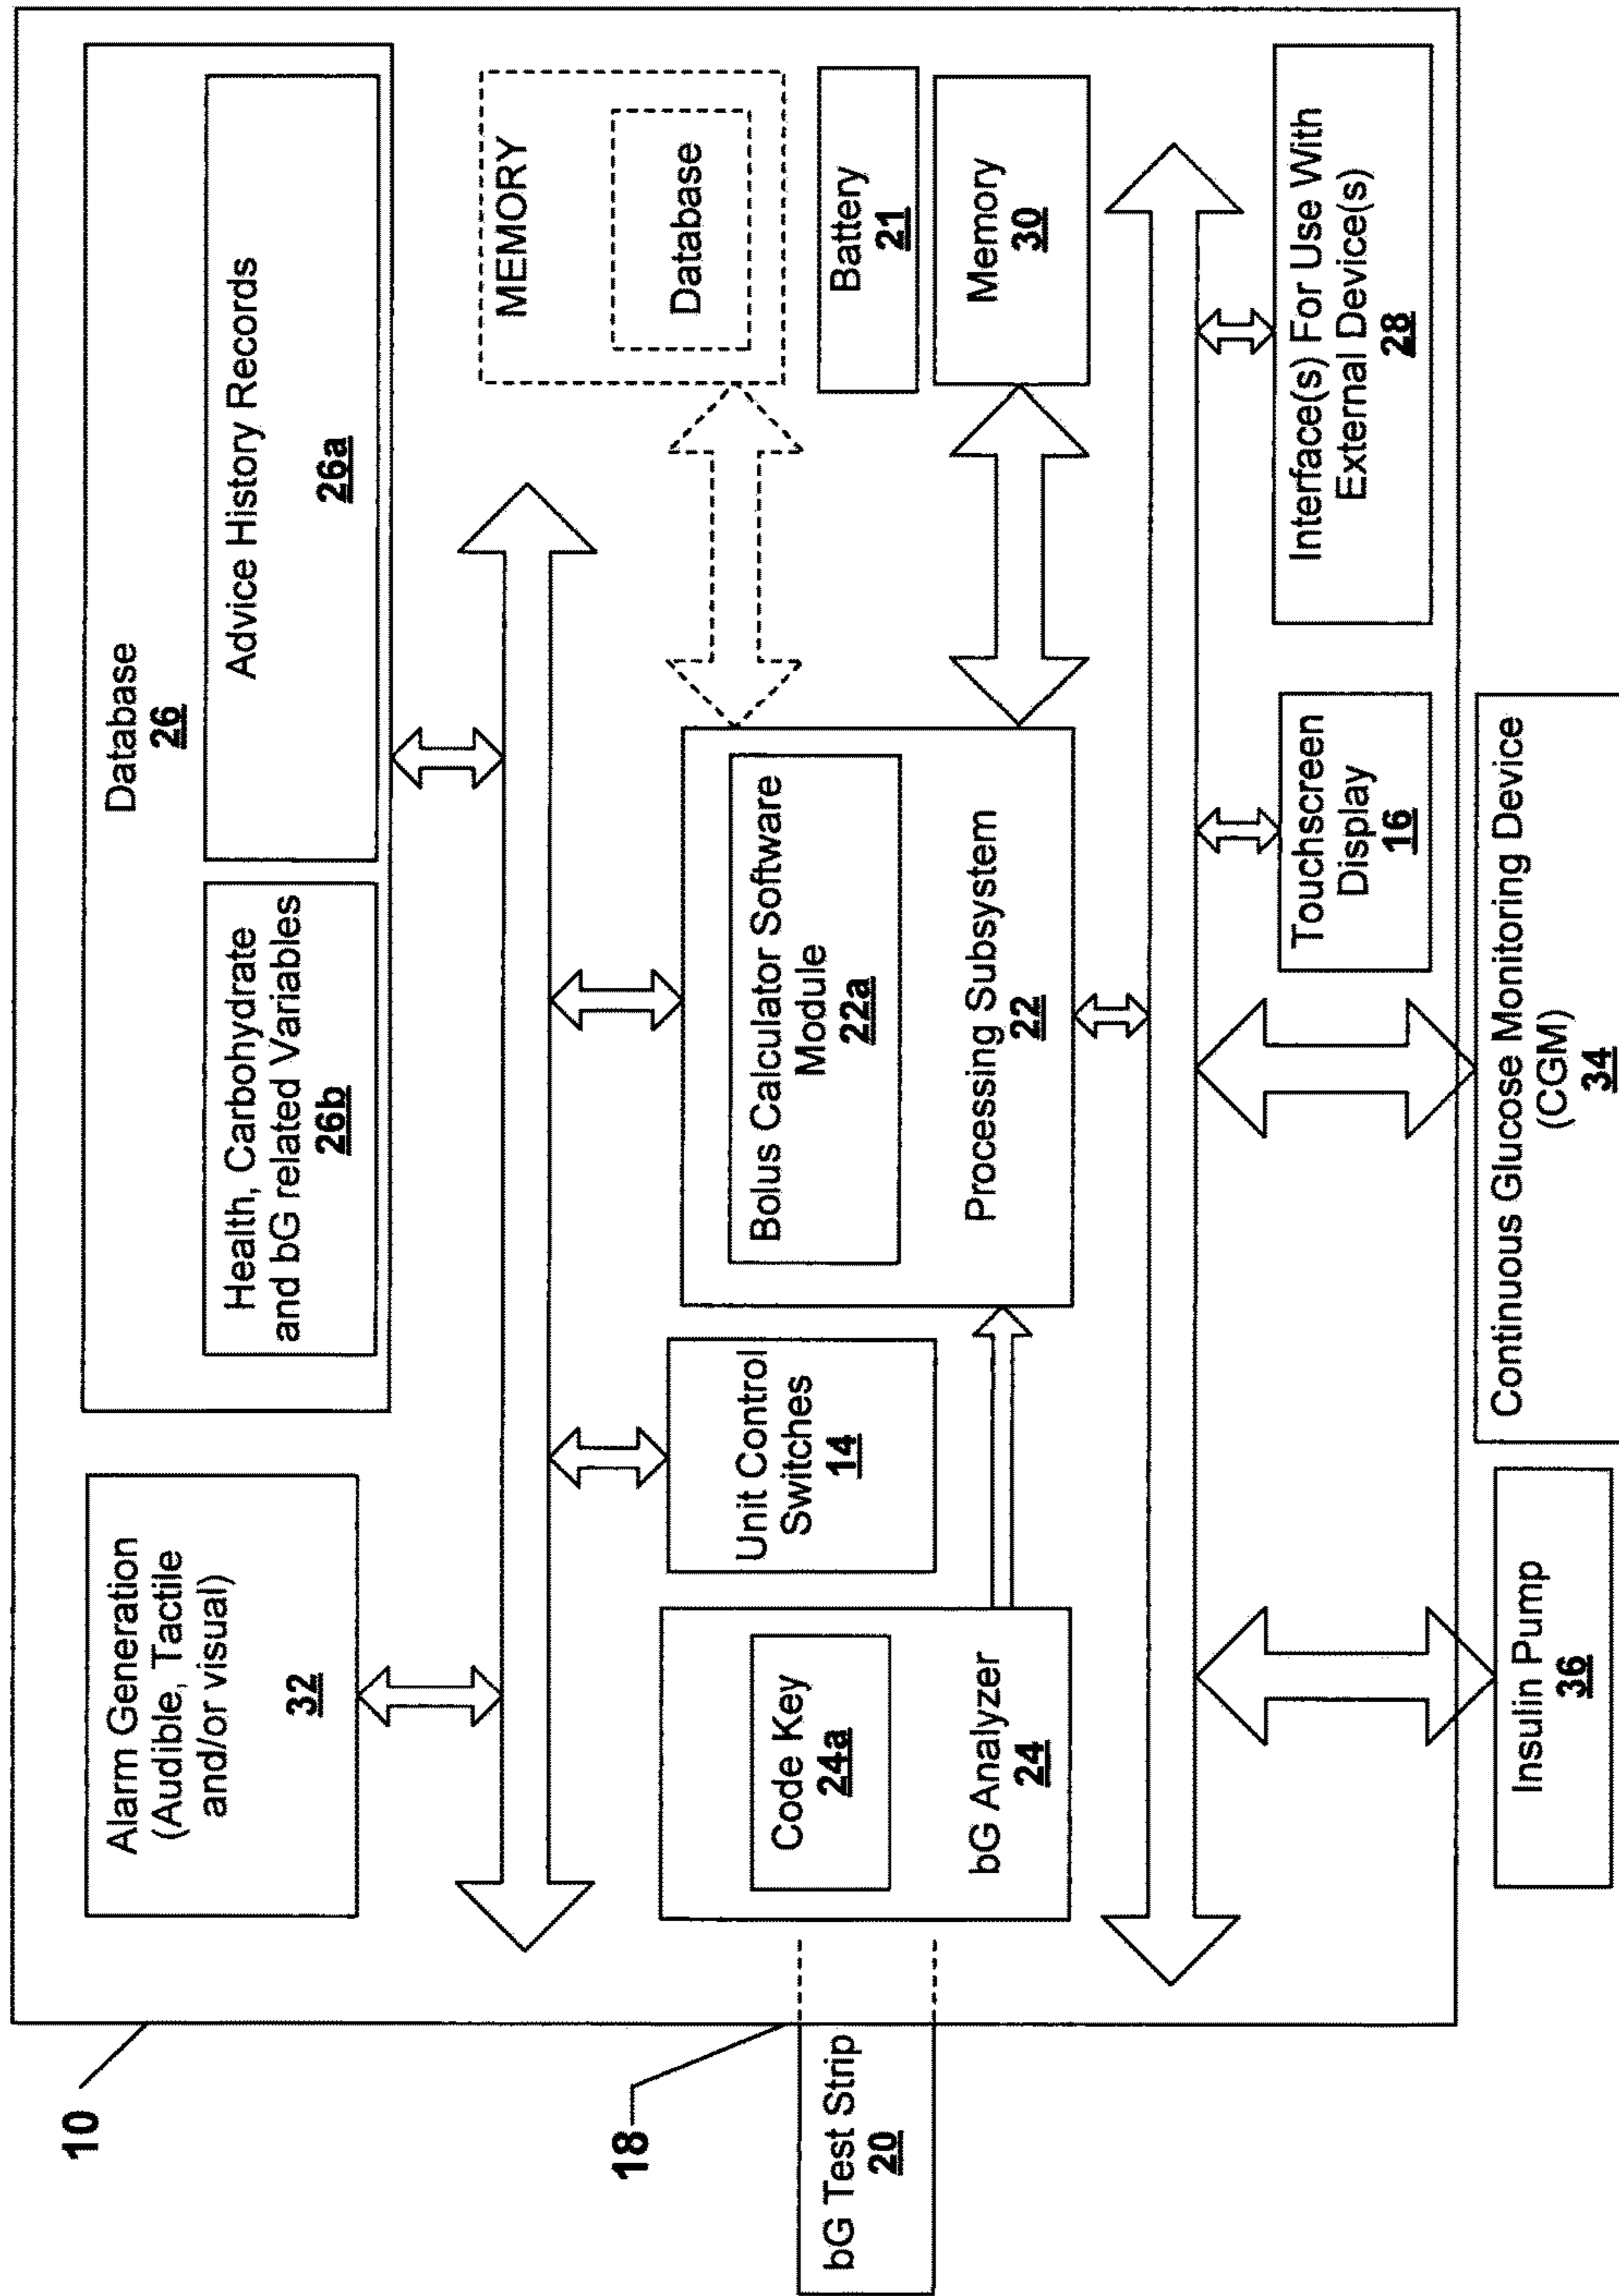 10
Alarm Generation
(Audible, Tactile
and/or visual)
32
Database
26
Health, Carbohydrate
and bG related Variables
26b
Advice History Records
26a
MEMORY
Database
18
bG Test Strip
20
Code Key
24a
bG Analyzer
24
Unit Control
Switches
14
Bolus Calculator Software
Module
22a
Processing Subsystem
22
Battery
21
Memory
30
Insulin Pump
36
Continuous Glucose Monitoring Device
(CGM)
34
Touchscreen
Display
16
Interface(s) For Use With
External Device(s)
28